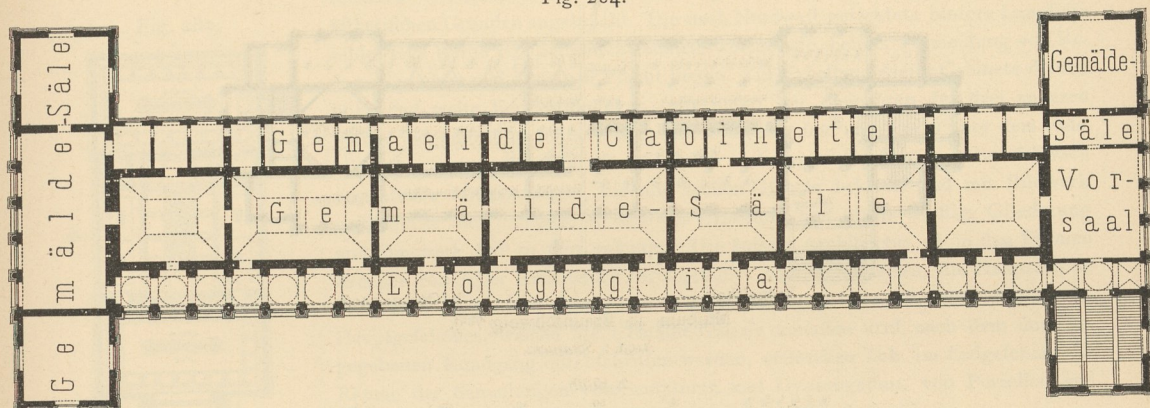 Fig. 204.
Gemälde-Säle
Gemälde-
Säle
Vor-
saal
Gemaelde Cabinete
Gemälde-Säle
Loggia